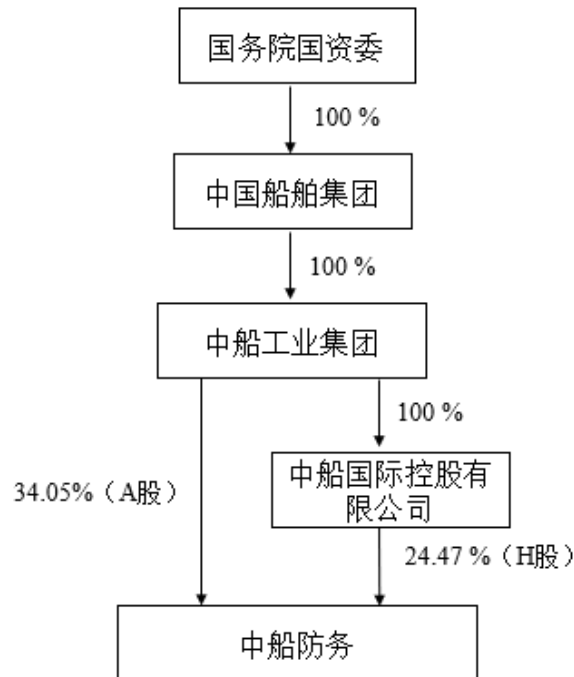 国务院国资委
100 %
中国船舶集团
100 %
中船工业集团
100 %
34.05%（A股）
中船国际控股有
限公司
24.47 %（H股）
中船防务